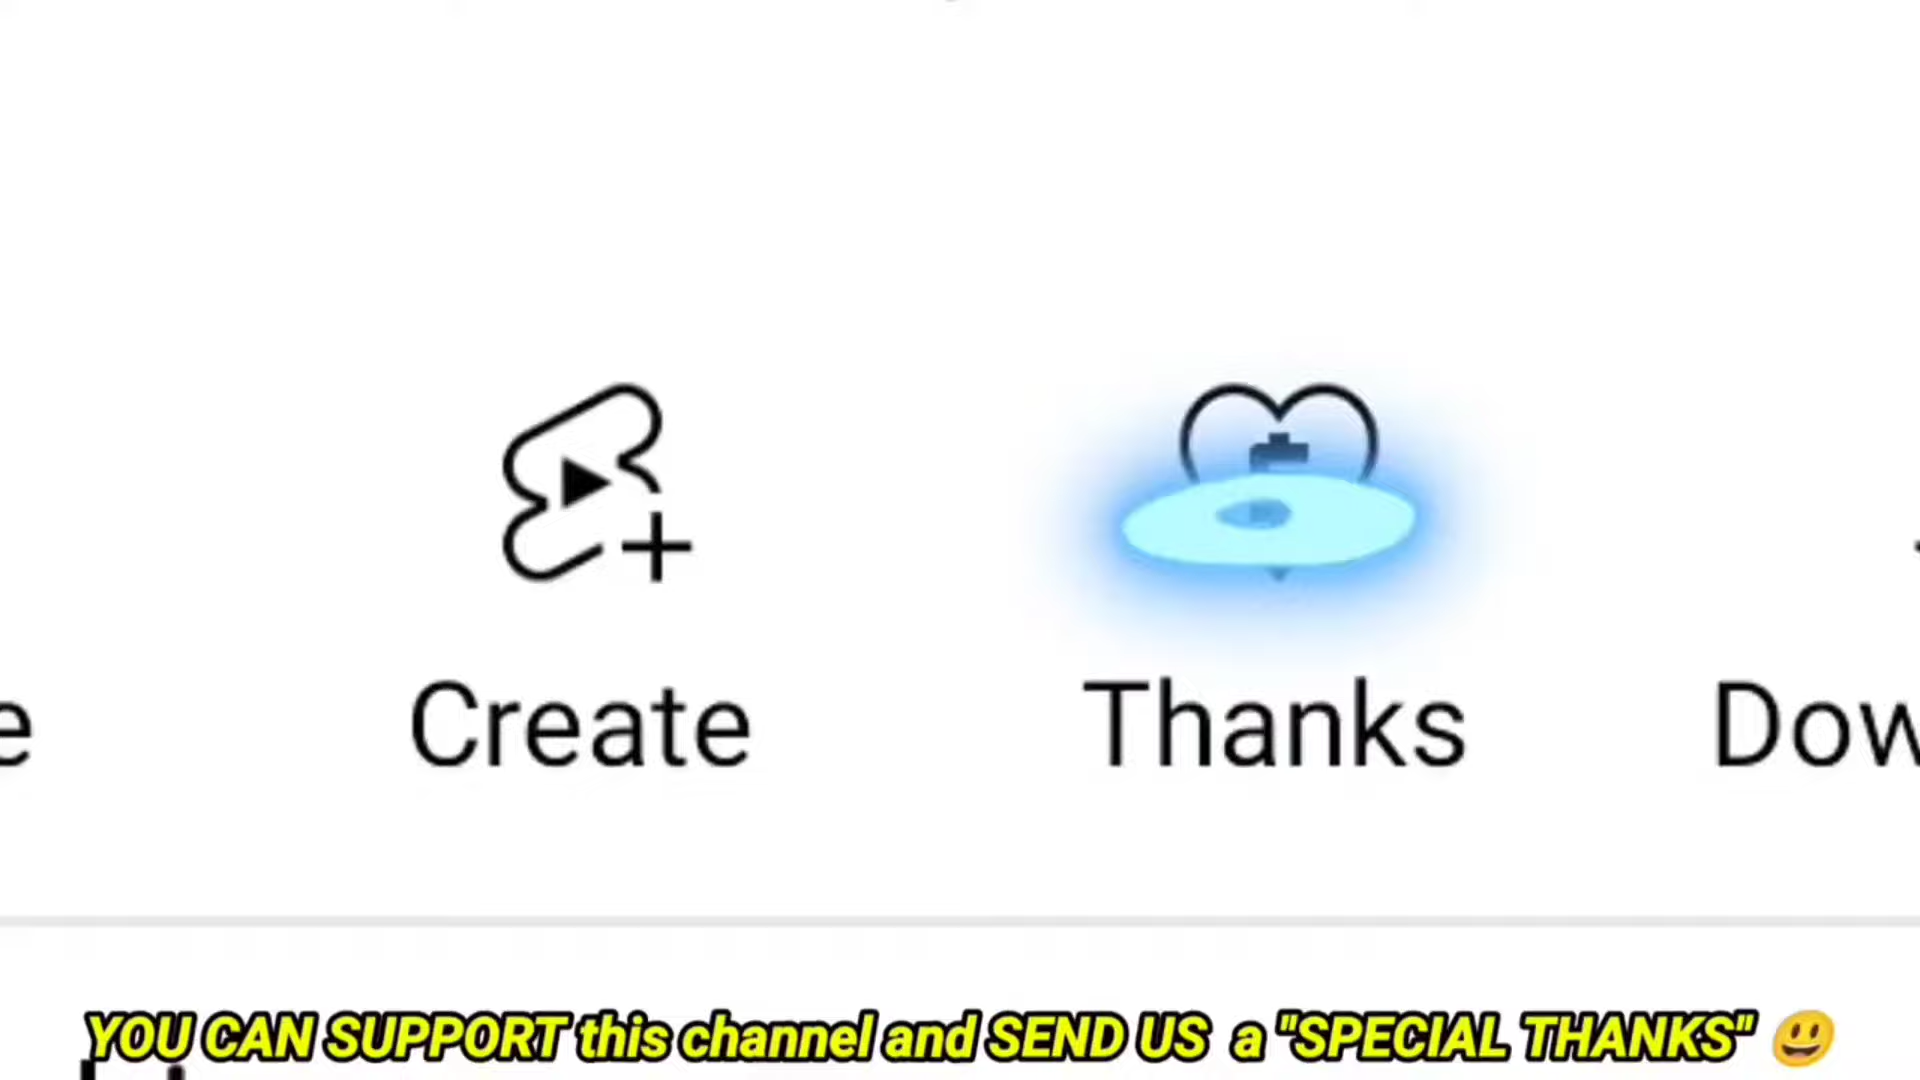 Create
Thanks
YOU CAN SUPPORT this channel and SEND US a "SPECIAL THANKS" 😃